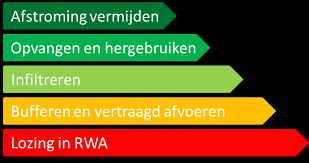 Afstroming vermijden
Opvangen en hergebruiken
Infiltreren
Bufferen en vertraagd afvoeren
Lozing in RWA